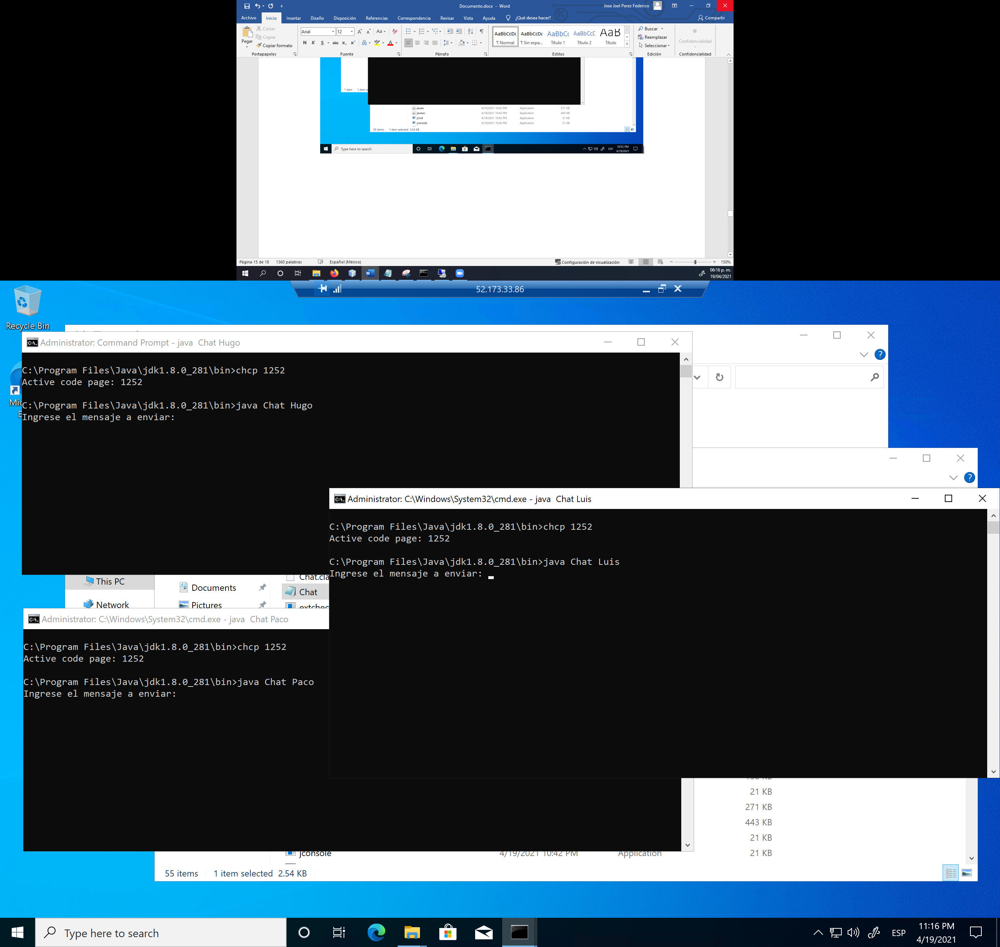 Documento.docx - Word
Jose Joel Perez Federico
Archivo Inicio Insertar Diseño Disposición Referencias Correspondencia Revisar Vista Ayuda ¿Qué desea hacer? Compartir
Pegar
Cortar
Copiar
Copiar formato
Arial 12
Aa
N K S abc x₂ x²
AaBbCcDc AaBbCcDc AaBbC( AaBbCcE AaB
¶ Normal ¶ Sin espa... Título 1 Título 2 Título
Buscar
Reemplazar
Seleccionar
Confidencialidad
Portapapeles Fuente Párrafo Estilos Edición Confidencialidad
1 item
javaw 4/19/2021 10:42 PM Application 271 KB
javaws 4/19/2021 10:42 PM Application 443 KB
jcmd 4/19/2021 10:42 PM Application 21 KB
jconsole 4/19/2021 10:42 PM Application 21 KB
55 items 1 item selected 2.54 KB
Type here to search
ESP
10:52 PM
4/19/2021
Página 15 de 18 1360 palabras Español (México) Configuración de visualización 150%
06:16 p. m.
19/04/2021
52.173.33.86
Recycle Bin
Administrator: Command Prompt - java Chat Hugo
C:\Program Files\Java\jdk1.8.0_281\bin>chcp 1252
Active code page: 1252
C:\Program Files\Java\jdk1.8.0_281\bin>java Chat Hugo
Ingrese el mensaje a enviar:
Administrator: C:\Windows\System32\cmd.exe - java Chat Luis
C:\Program Files\Java\jdk1.8.0_281\bin>chcp 1252
Active code page: 1252
C:\Program Files\Java\jdk1.8.0_281\bin>java Chat Luis
Ingrese el mensaje a enviar:
This PC
Network
Documents
Pictures
Chat.cla
Chat
Administrator: C:\Windows\System32\cmd.exe - java Chat Paco
C:\Program Files\Java\jdk1.8.0_281\bin>chcp 1252
Active code page: 1252
C:\Program Files\Java\jdk1.8.0_281\bin>java Chat Paco
Ingrese el mensaje a enviar:
21 KB
271 KB
443 KB
21 KB
jconsole 4/19/2021 10:42 PM Application 21 KB
55 items 1 item selected 2.54 KB
Type here to search
ESP
11:16 PM
4/19/2021